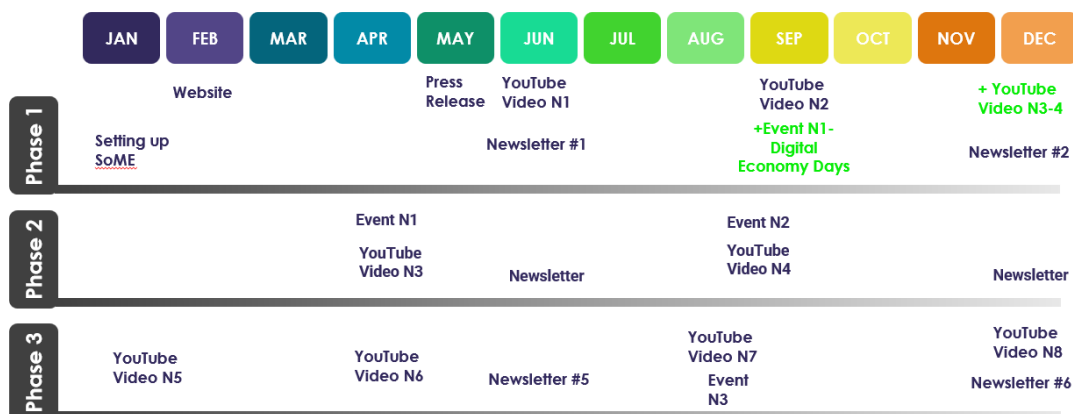 JAN FEB MAR APR MAY JUN JUL AUG SEP OCT NOV DEC
Phase 1
Website
Press
Release
YouTube
Video N1
YouTube
Video N2
+ YouTube
Video N3-4
Setting up
SoME
Newsletter #1
+Event N1-
Digital
Economy Days
Newsletter #2
Phase 2
Event N1
YouTube
Video N3
Newsletter
Event N2
YouTube
Video N4
Newsletter
Phase 3
YouTube
Video N5
YouTube
Video N6
Newsletter #5
YouTube
Video N7
Event
N3
YouTube
Video N8
Newsletter #6